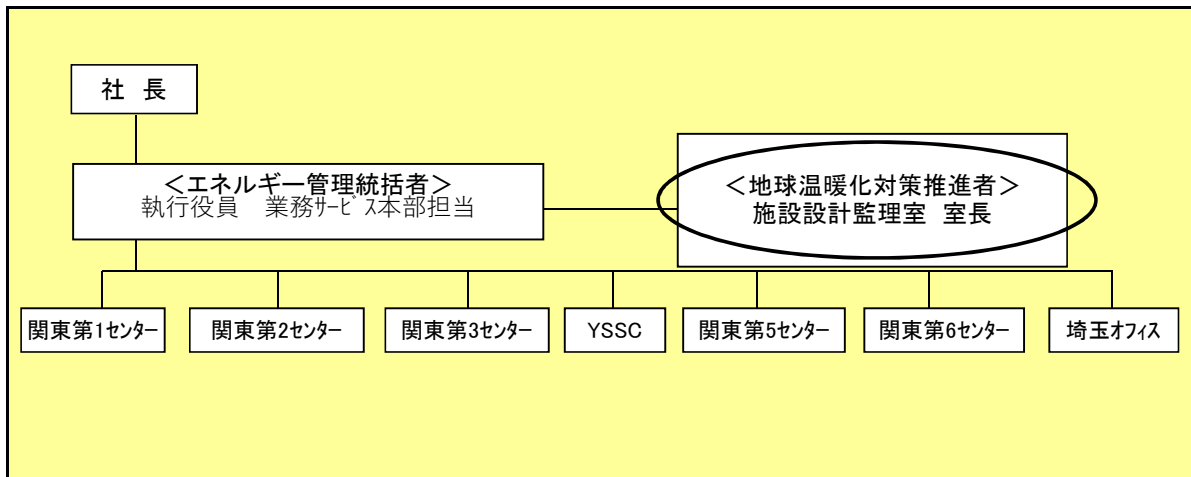 社　長
＜エネルギー管理統括者＞
執行役員　業務ｻｰﾋﾞｽ本部担当
＜地球温暖化対策推進者＞
施設設計監理室　室長
関東第1ｾﾝﾀｰ
関東第2ｾﾝﾀｰ
関東第3ｾﾝﾀｰ
YSSC
関東第5ｾﾝﾀｰ
関東第6ｾﾝﾀｰ
埼玉ｵﾌｨｽ